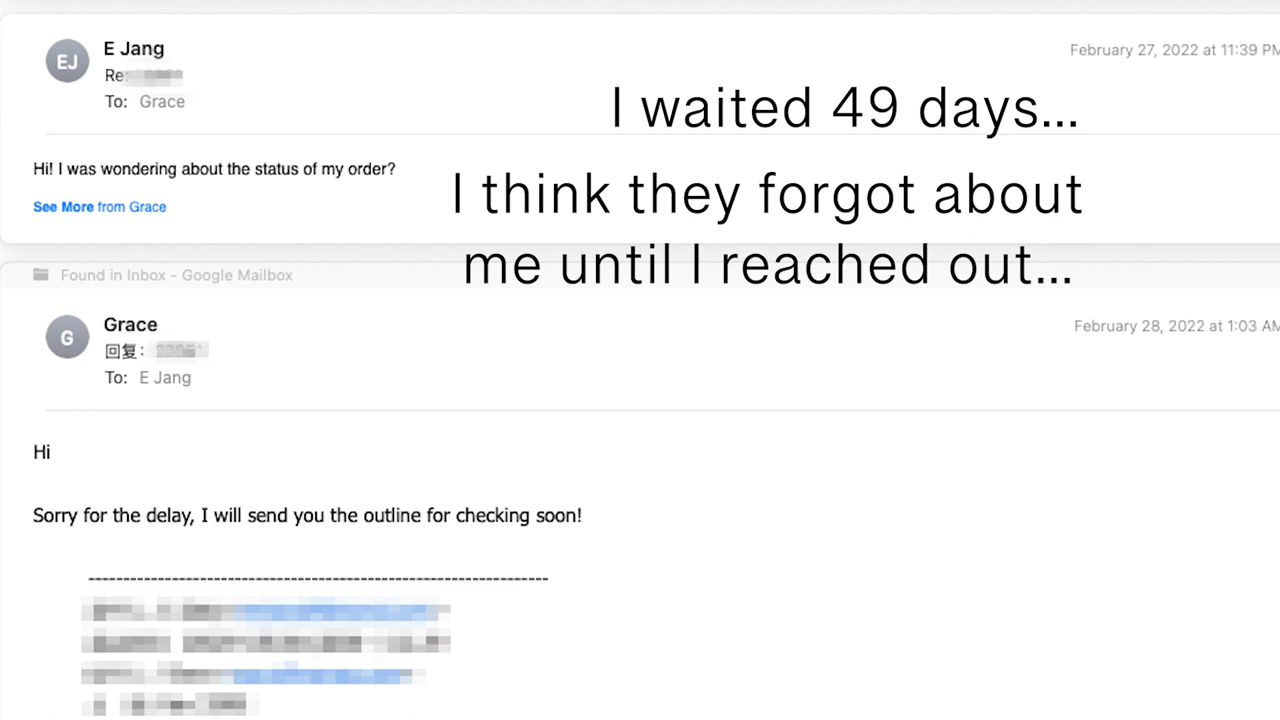 EJ
E Jang
February 27, 2022 at 11:39 PM
Re:
To: Grace
I waited 49 days...
Hi! I was wondering about the status of my order?
I think they forgot about
See More from Grace
me until I reached out...
Found in Inbox - Google Mailbox
G
Grace
February 28, 2022 at 1:03 AM
回复:
To: E Jang
Hi
Sorry for the delay, I will send you the outline for checking soon!